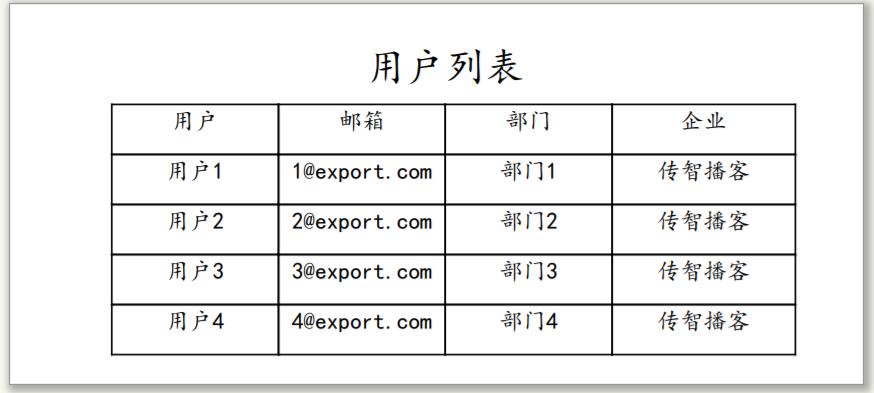 用户列表
用户 邮箱 部门 企业
用户1 1@export.com 部门1 传智播客
用户2 2@export.com 部门2 传智播客
用户3 3@export.com 部门3 传智播客
用户4 4@export.com 部门4 传智播客